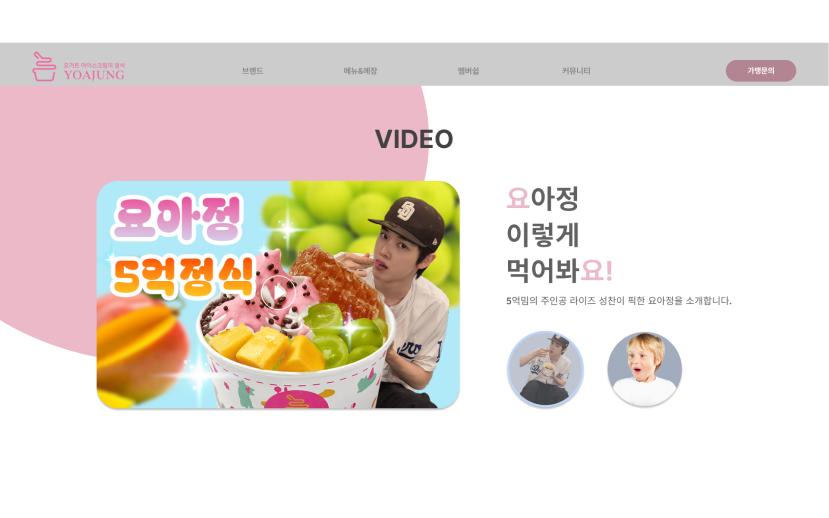 요거트 아이스크림의 정석
YOAJUNG
브랜드
메뉴&매장
멤버쉽
커뮤니티
가맹문의
VIDEO
요아정
5억정식
요아정
이렇게
먹어봐요!
5억밈의 주인공 라이즈 성찬이 픽한 요아정을 소개합니다.